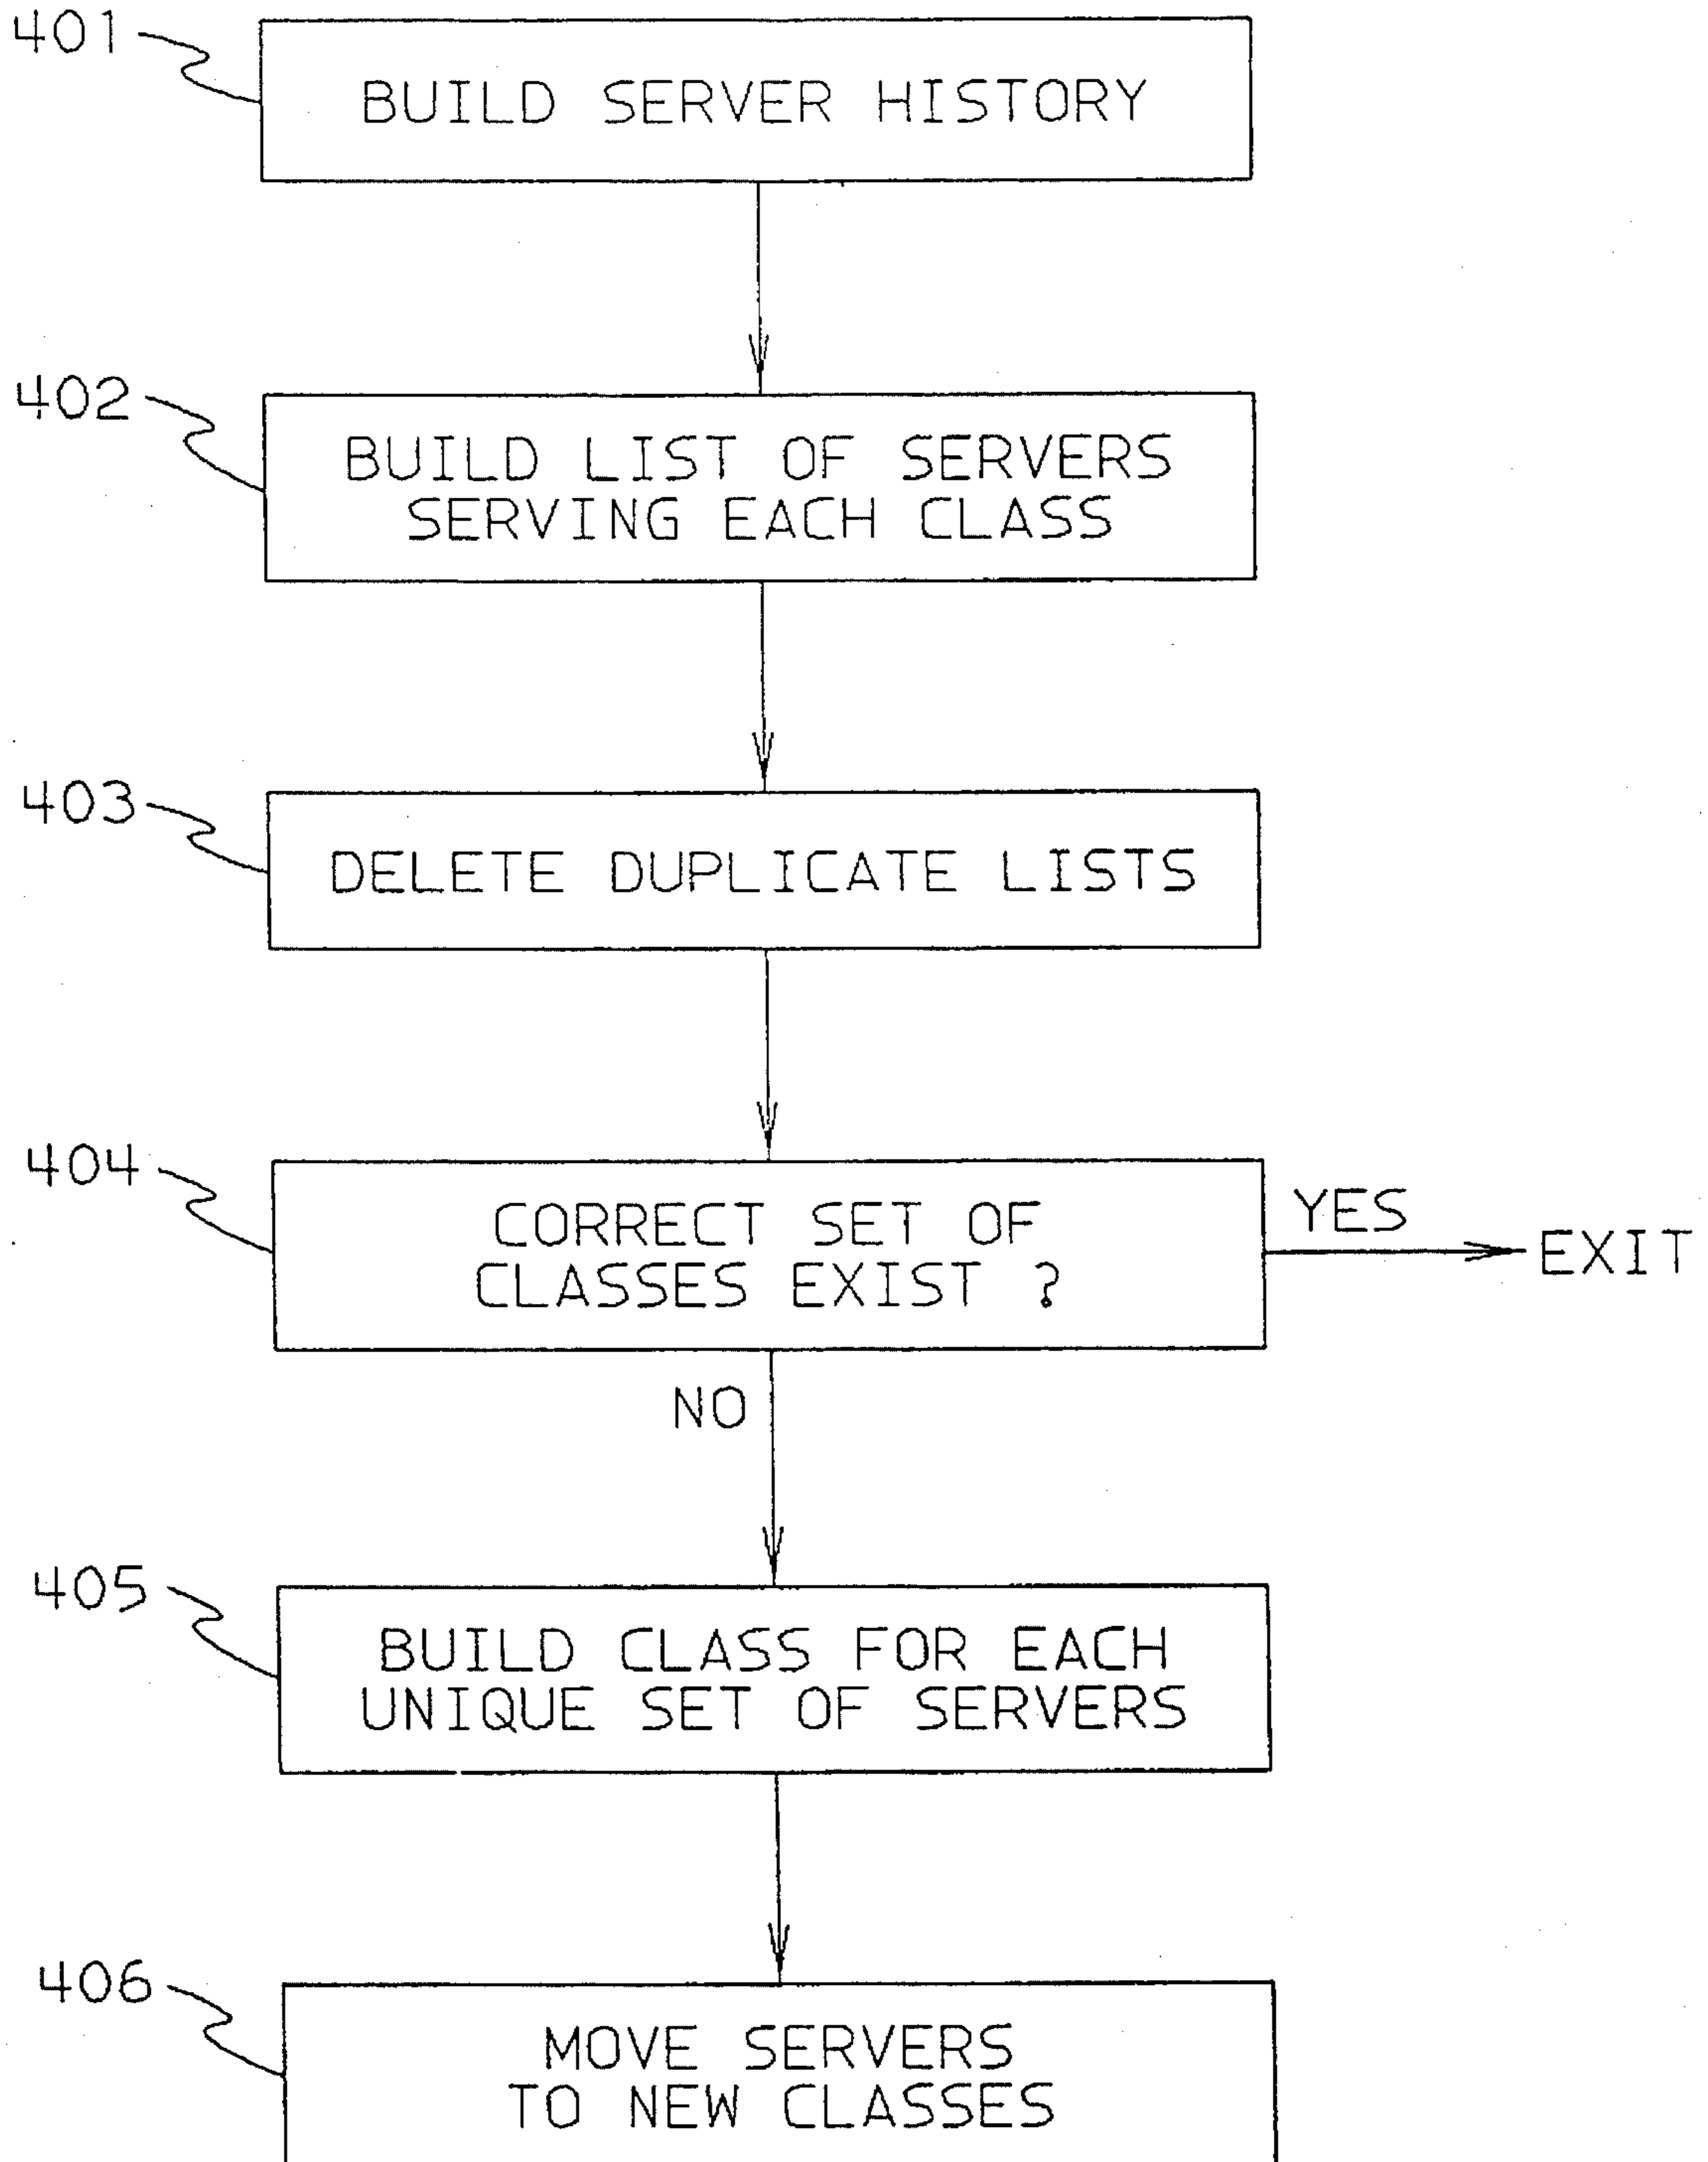 401
BUILD SERVER HISTORY
402
BUILD LIST OF SERVERS
SERVING EACH CLASS
403
DELETE DUPLICATE LISTS
404
CORRECT SET OF
CLASSES EXIST ?
YES
EXIT
NO
405
BUILD CLASS FOR EACH
UNIQUE SET OF SERVERS
406
MOVE SERVERS
TO NEW CLASSES